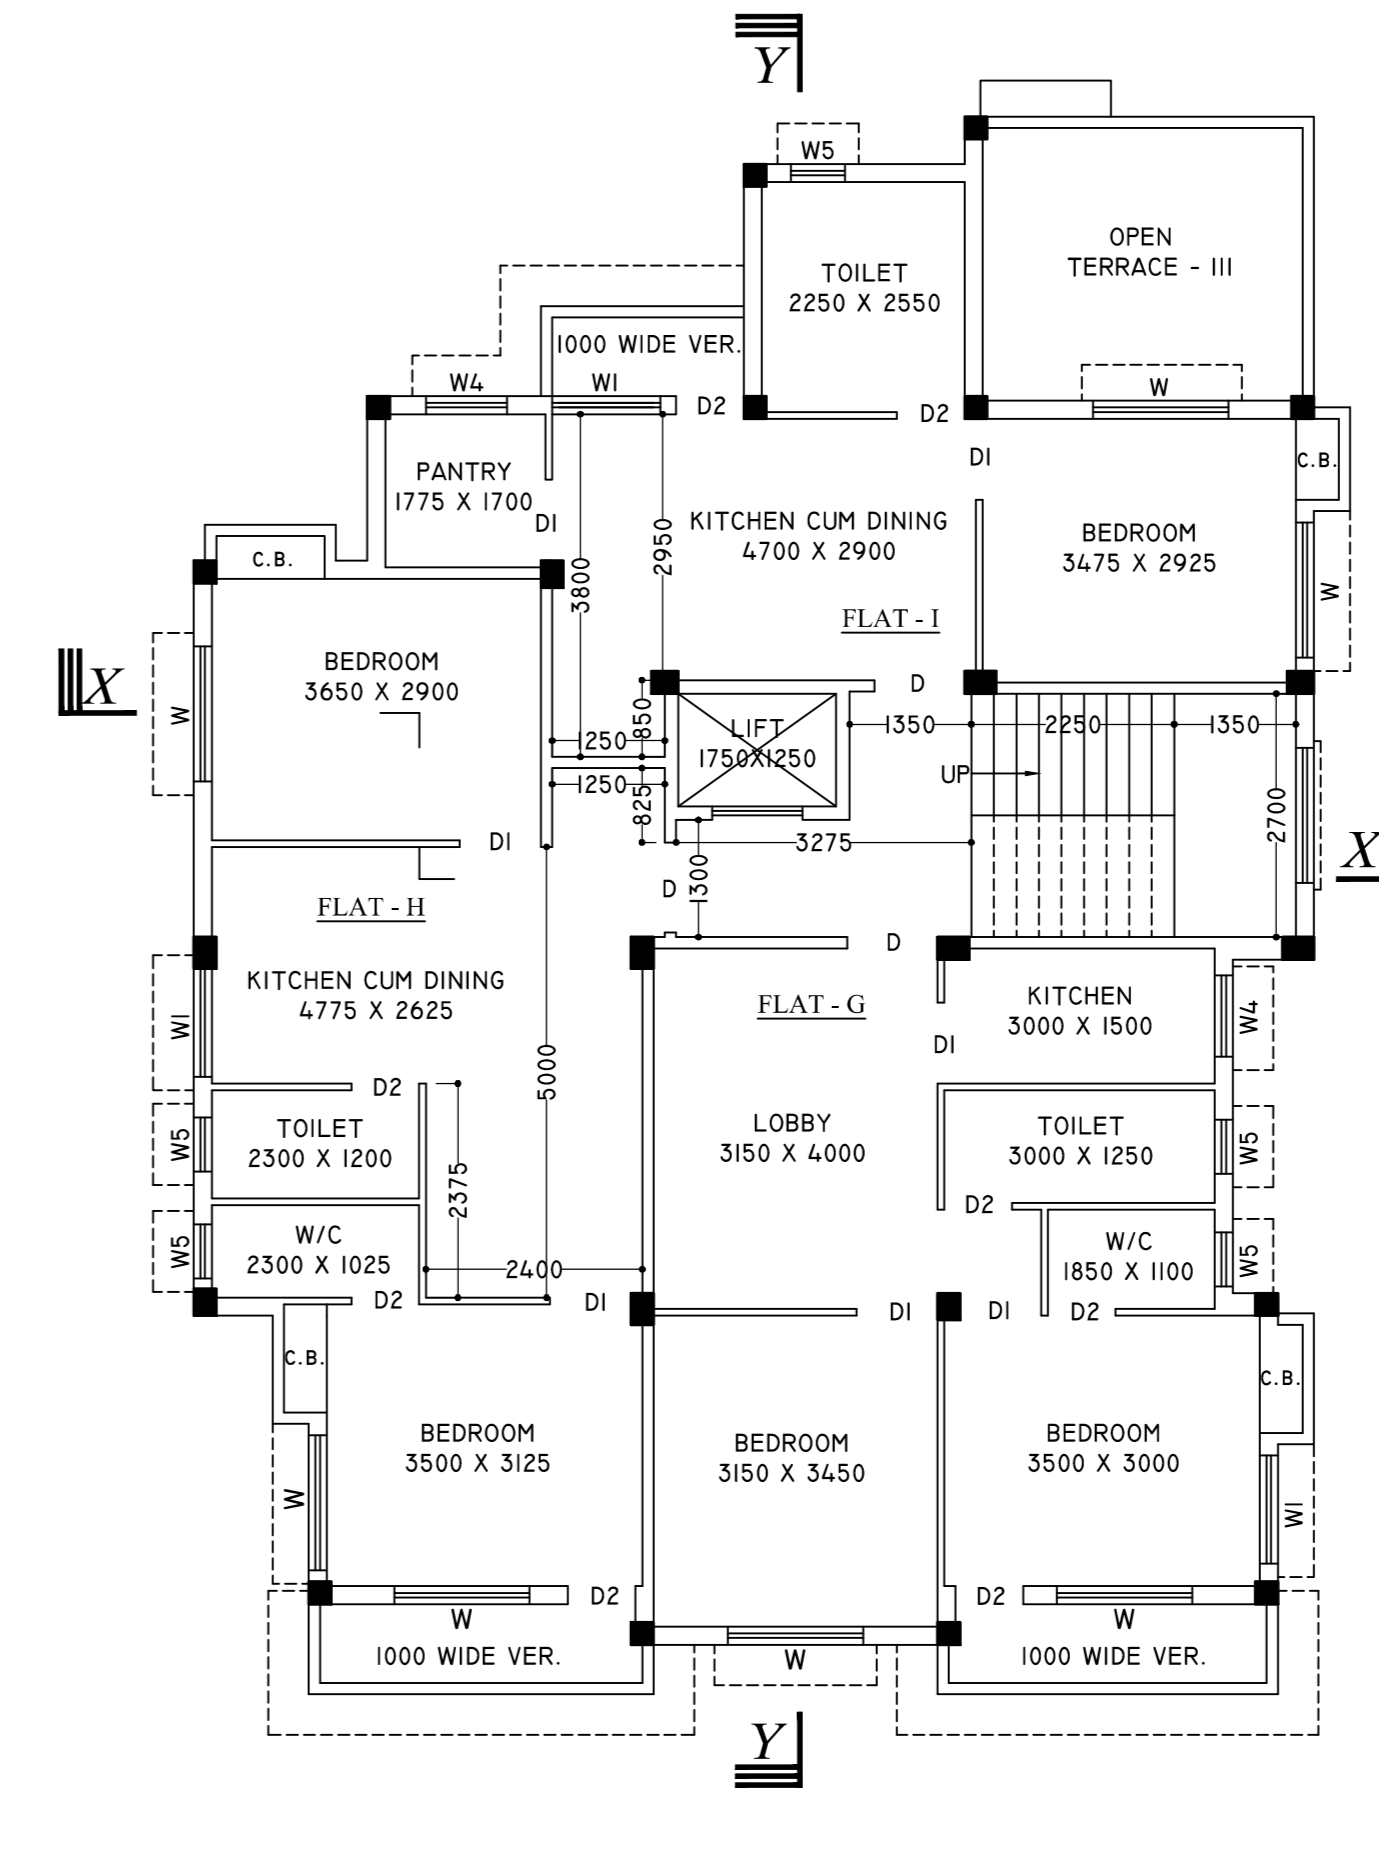 Y
W5
OPEN
TERRACE - III
TOILET
2250 X 2550
1000 WIDE VER.
W4
W1
D2
D2
W
D1
C.B.
PANTRY
1775 X 1700
D1
KITCHEN CUM DINING
4700 X 2900
BEDROOM
3475 X 2925
2950
3800
C.B.
W
FLAT - I
BEDROOM
3650 X 2900
X
W
D
850
1250
LIFT
1750X1250
1350
2250
1350
UP
1250
825
2700
D1
3275
X
1300
D
FLAT - H
D
KITCHEN CUM DINING
4775 X 2625
W1
FLAT - G
KITCHEN
3000 X 1500
W4
D1
5000
D2
TOILET
2300 X 1200
W5
LOBBY
3150 X 4000
TOILET
3000 X 1250
W5
2375
D2
W/C
2300 X 1025
W5
W/C
1850 X 1100
W5
2400
D2
D1
D1
D1
D2
C.B.
C.B.
BEDROOM
3500 X 3125
BEDROOM
3150 X 3450
BEDROOM
3500 X 3000
W
W1
D2
D2
W
W
1000 WIDE VER.
W
1000 WIDE VER.
Y